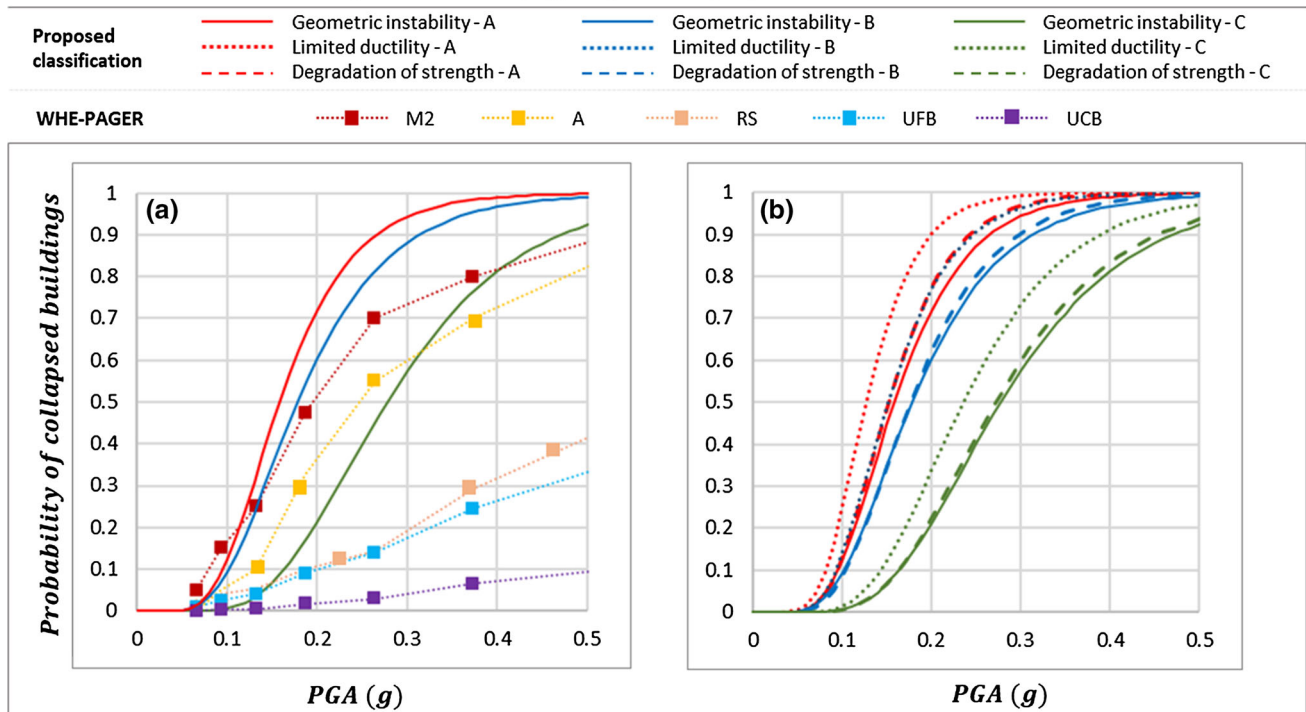 Proposed classification
Geometric instability - A
Geometric instability - B
Geometric instability - C
Limited ductility - A
Limited ductility - B
Limited ductility - C
Degradation of strength - A
Degradation of strength - B
Degradation of strength - C
WHE-PAGER
M2
A
RS
UFB
UCB
Probability of collapsed buildings
(a)
1
0.9
0.8
0.7
0.6
0.5
0.4
0.3
0.2
0.1
0
0 0.1 0.2 0.3 0.4 0.5
PGA (g)
(b)
1
0.9
0.8
0.7
0.6
0.5
0.4
0.3
0.2
0.1
0
0 0.1 0.2 0.3 0.4 0.5
PGA (g)